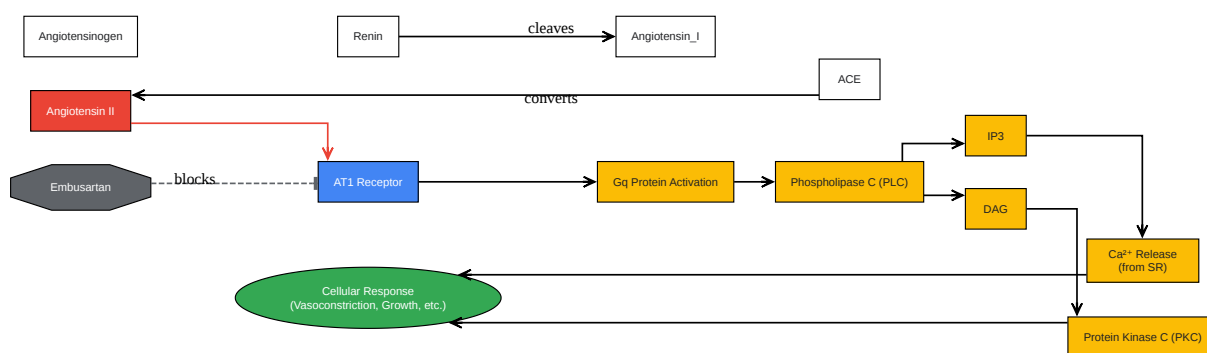 Angiotensinogen
Renin
cleaves
Angiotensin_I
ACE
Angiotensin II
converts
IP3
Embusartan
blocks
AT1 Receptor
Gq Protein Activation
Phospholipase C (PLC)
DAG
Ca²⁺ Release
(from SR)
Cellular Response
(Vasoconstriction, Growth, etc.)
Protein Kinase C (PKC)